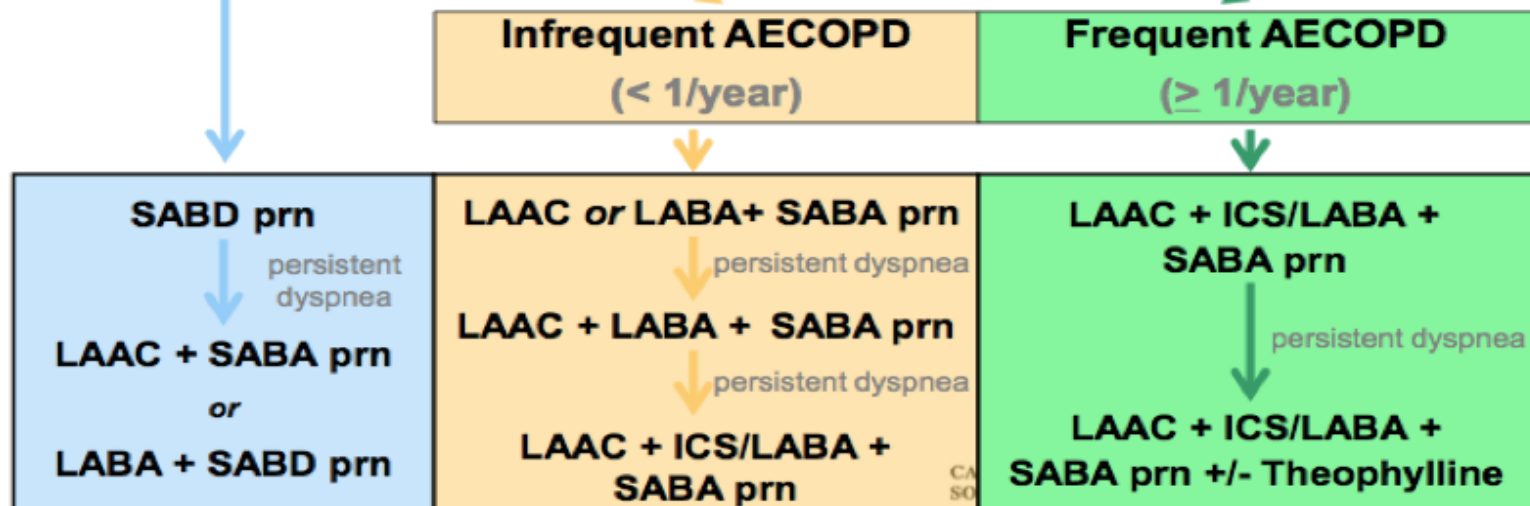 Infrequent AECOPD
(< 1/year)
Frequent AECOPD
(≥ 1/year)
SABD prn
persistent
dyspnea
LAAC + SABA prn
or
LABA + SABD prn
LAAC or LABA+ SABA prn
persistent dyspnea
LAAC + LABA + SABA prn
persistent dyspnea
LAAC + ICS/LABA +
SABA prn
CA
SO
LAAC + ICS/LABA +
SABA prn
persistent dyspnea
LAAC + ICS/LABA +
SABA prn +/- Theophylline